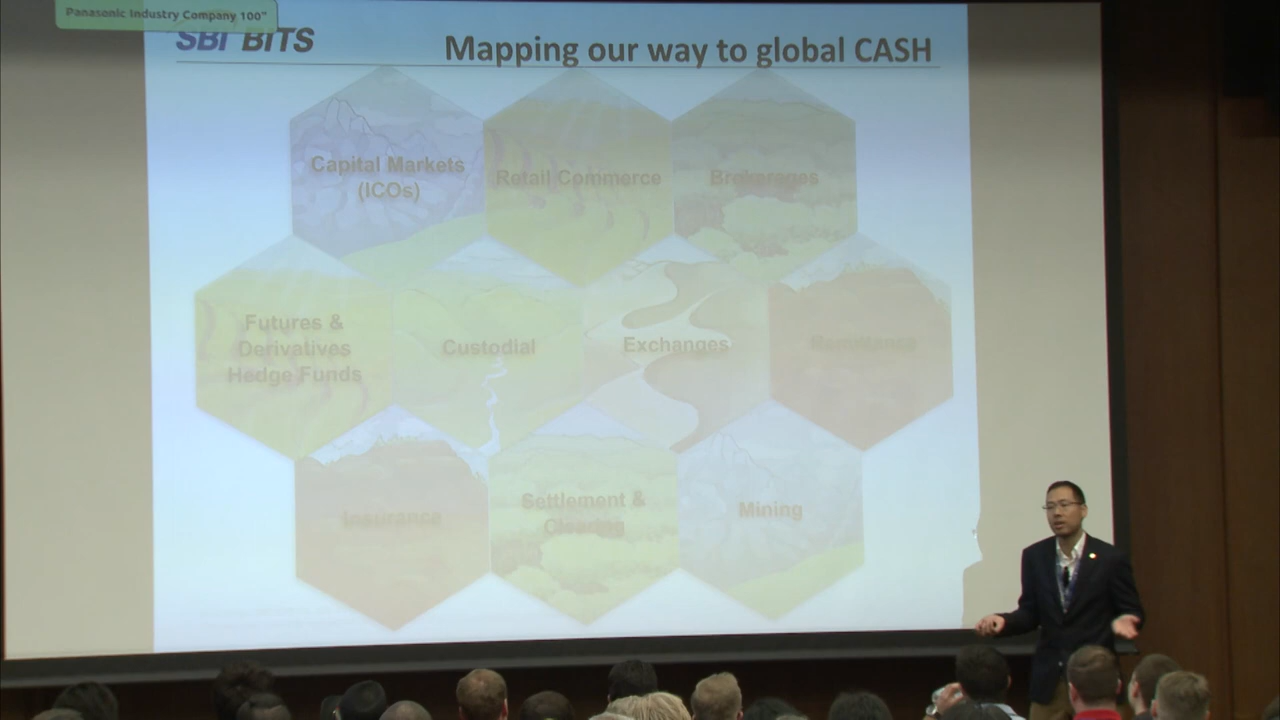 Panasonic Industry Company 100"
SBI BITS
Mapping our way to global CASH
Capital Markets
(ICOs)
Retail Commerce
Brokerages
Futures &
Derivatives
Hedge Funds
Custodial
Exchanges
Remittance
Insurance
Settlement &
Clearing
Mining